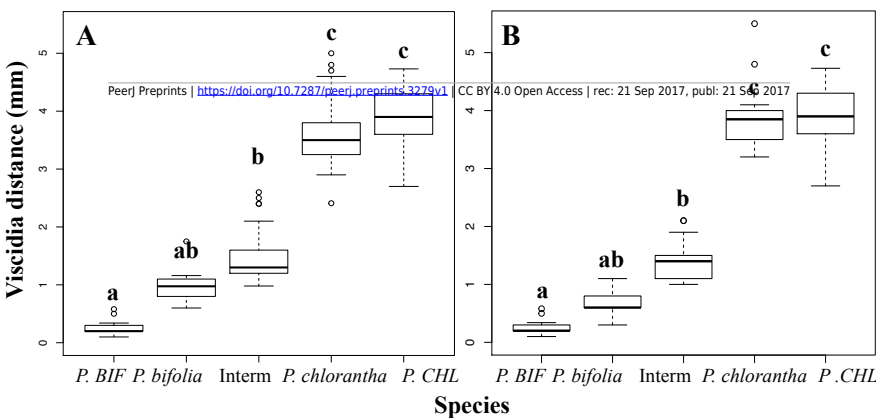 A
B
c
c
c
c
PeerJ Preprints | https://doi.org/10.7287/peerj.preprints.3279v1 | CC BY 4.0 Open Access | rec: 21 Sep 2017, publ: 21 Sep 2017
b
b
ab
ab
a
a
Viscidia distance (mm)
5
4
3
2
1
0
5
4
3
2
1
0
P. BIF P. bifolia Interm P. chlorantha P. CHL
P. BIF P. bifolia Interm P. chlorantha P .CHL
Species